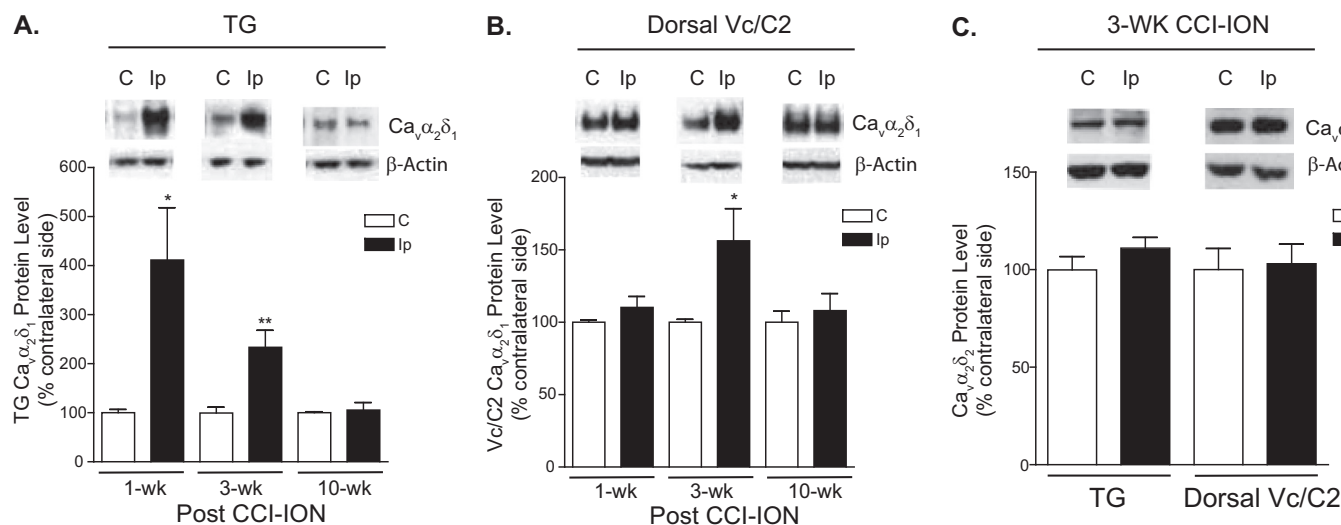 A.
TG
C Ip C Ip C Ip
Cavα2δ1
β-Actin
600
500
400
300
200
100
0
TG Cavα2δ1 Protein Level
(% contralateral side)
*
**
C
Ip
1-wk 3-wk 10-wk
Post CCI-ION
B.
Dorsal Vc/C2
C Ip C Ip C Ip
Cavα2δ1
β-Actin
200
150
100
50
0
Vc/C2 Cavα2δ1 Protein Level
(% contralateral side)
*
C
Ip
1-wk 3-wk 10-wk
Post CCI-ION
C.
3-WK CCI-ION
C Ip C Ip
β-Ac
150
100
50
0
Cavα2δ2 Protein Level
(% contralateral side)
TG Dorsal Vc/C2